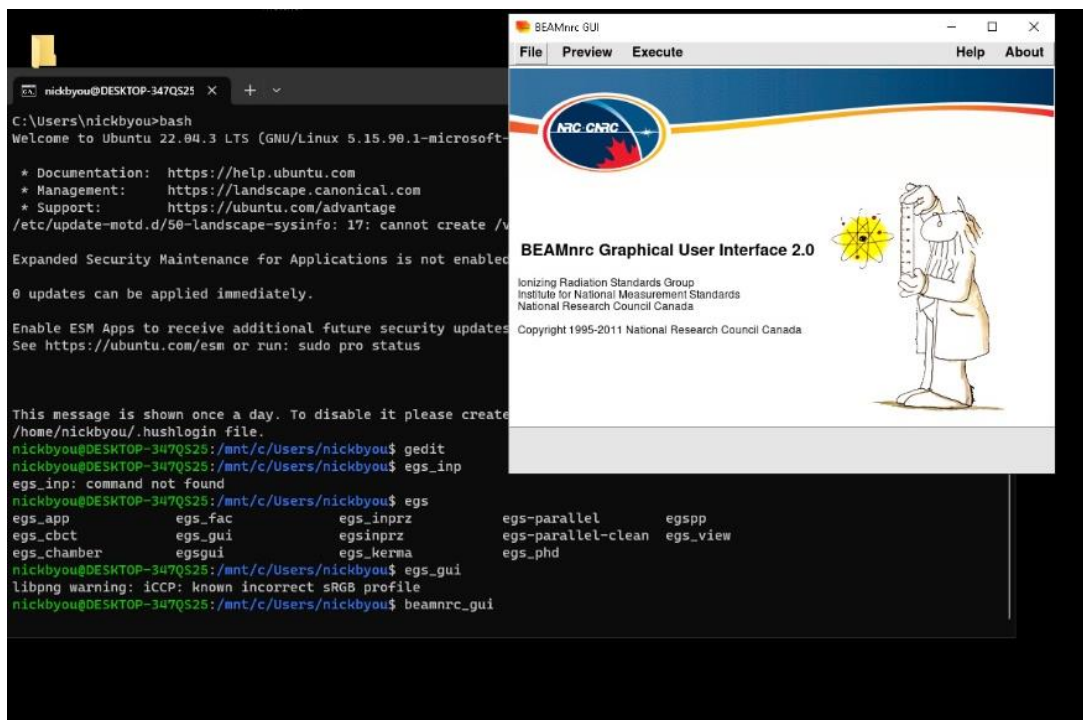 nickbyou@DESKTOP-347QS25
C:\Users\nickbyou>bash
Welcome to Ubuntu 22.04.3 LTS (GNU/Linux 5.15.90.1-microsoft-
* Documentation: https://help.ubuntu.com
* Management: https://landscape.canonical.com
* Support: https://ubuntu.com/advantage
/etc/update-motd.d/50-landscape-sysinfo: 17: cannot create /v
Expanded Security Maintenance for Applications is not enabled
0 updates can be applied immediately.
Enable ESM Apps to receive additional future security updates
See https://ubuntu.com/esm or run: sudo pro status
This message is shown once a day. To disable it please create
/home/nickbyou/.hushlogin file.
nickbyou@DESKTOP-347QS25:/mnt/c/Users/nickbyou$ gedit
nickbyou@DESKTOP-347QS25:/mnt/c/Users/nickbyou$ egs_inp
egs_inp: command not found
nickbyou@DESKTOP-347QS25:/mnt/c/Users/nickbyou$ egs
egs_app egs_fac egs_inprz egs-parallel egspp
egs_cbct egs_gui egsinprz egs-parallel-clean egs_view
egs_chamber egsgui egs_kerma egs_phd
nickbyou@DESKTOP-347QS25:/mnt/c/Users/nickbyou$ egs_gui
libpng warning: iCCP: known incorrect sRGB profile
nickbyou@DESKTOP-347QS25:/mnt/c/Users/nickbyou$ beamnrc_gui
BEAMnrc GUI
File Preview Execute Help About
NRC-CNRC
BEAMnrc Graphical User Interface 2.0
Ionizing Radiation Standards Group
Institute for National Measurement Standards
National Research Council Canada
Copyright 1995-2011 National Research Council Canada